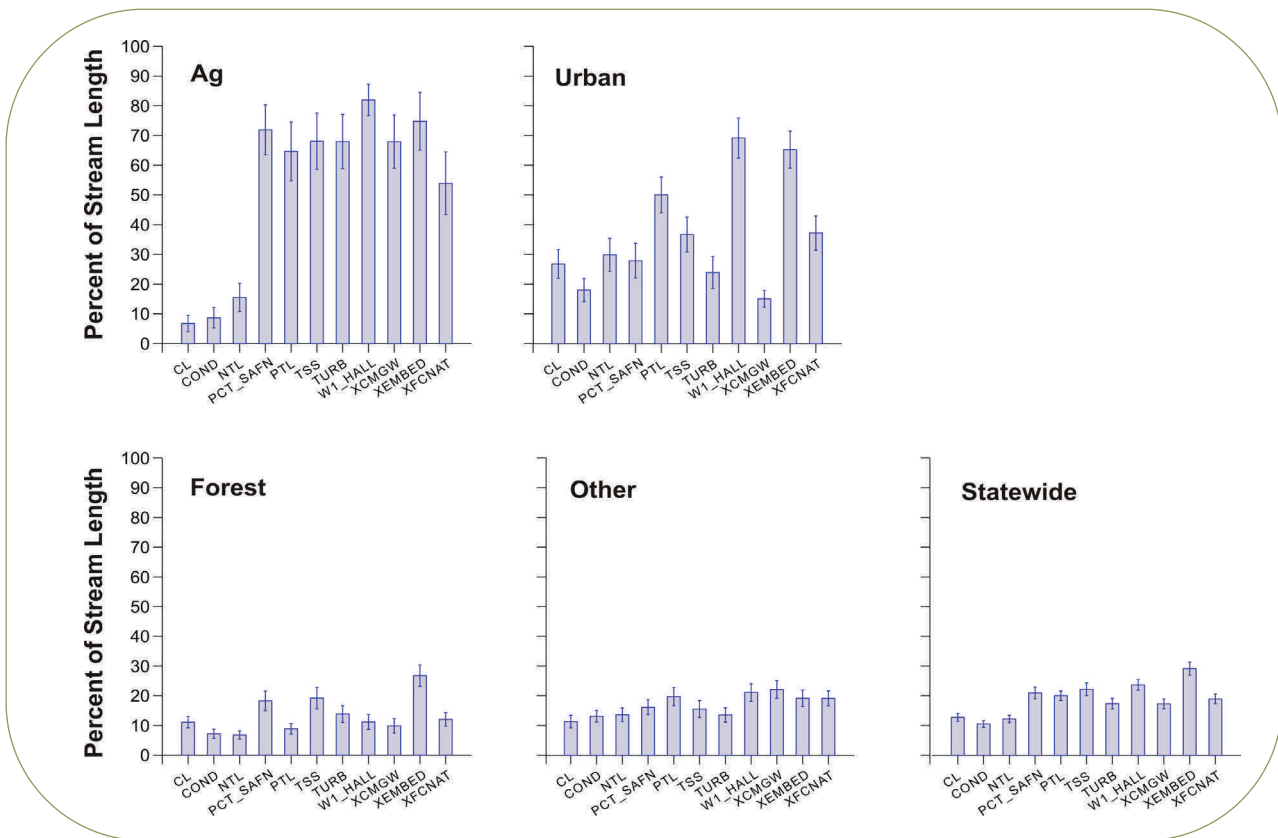 Percent of Stream Length
100
90
80
70
60
50
40
30
20
10
0
Ag
CL
COND
NTL
PCT_SAFN
PTL
TSS
TURB
W1_HALL
XCMGW
XEMBED
XFCNAT
Urban
CL
COND
NTL
PCT_SAFN
PTL
TSS
TURB
W1_HALL
XCMGW
XEMBED
XFCNAT
Percent of Stream Length
100
90
80
70
60
50
40
30
20
10
0
Forest
CL
COND
NTL
PCT_SAFN
PTL
TSS
TURB
W1_HALL
XCMGW
XEMBED
XFCNAT
Other
CL
COND
NTL
PCT_SAFN
PTL
TSS
TURB
W1_HALL
XCMGW
XEMBED
XFCNAT
Statewide
CL
COND
NTL
PCT_SAFN
PTL
TSS
TURB
W1_HALL
XCMGW
XEMBED
XFCNAT